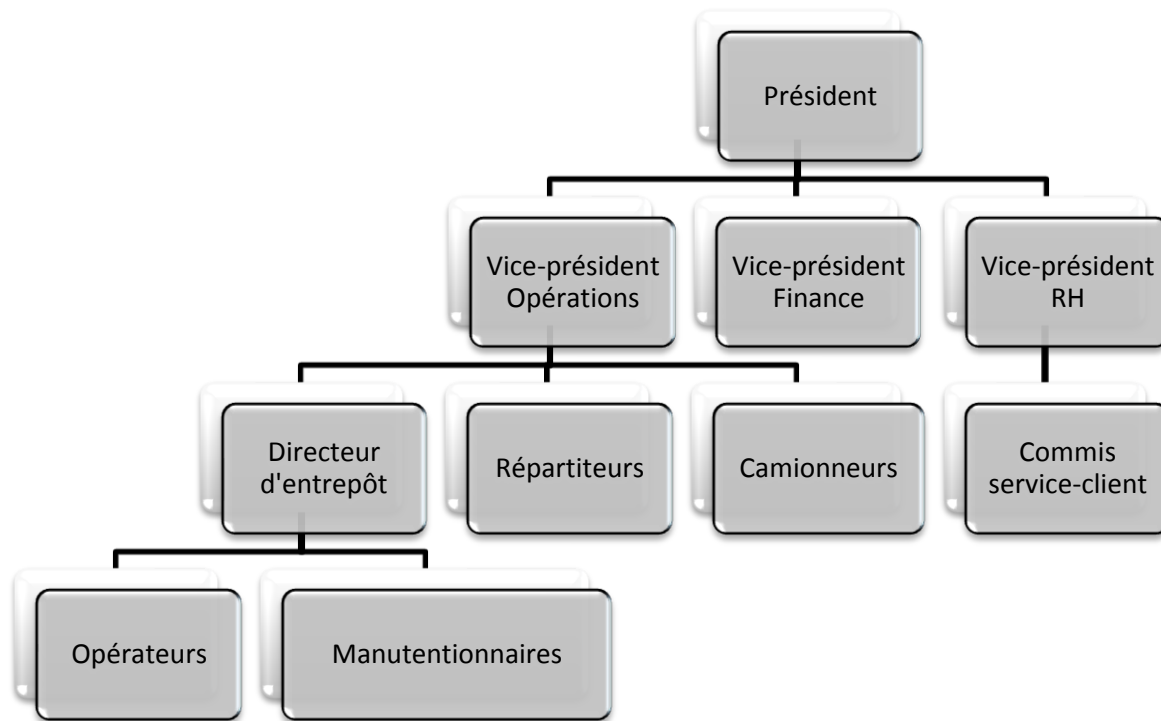 Président
Vice-président
Opérations
Vice-président
Finance
Vice-président
RH
Directeur
d'entrepôt
Répartiteurs
Camionneurs
Commis
service-client
Opérateurs
Manutentionnaires